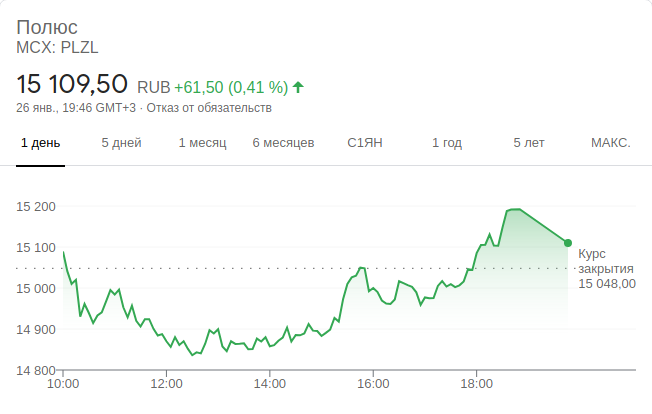 Полюс
MCX: PLZL
15 109,50 RUB +61,50 (0,41 %)
26 янв., 19:46 GMT+3 · Отказ от обязательств
1 день 5 дней 1 месяц 6 месяцев С1ЯН 1 год 5 лет МАКС.
15 200
15 100
15 000
14 900
14 800
Курс
закрытия
15 048,00
10:00 12:00 14:00 16:00 18:00